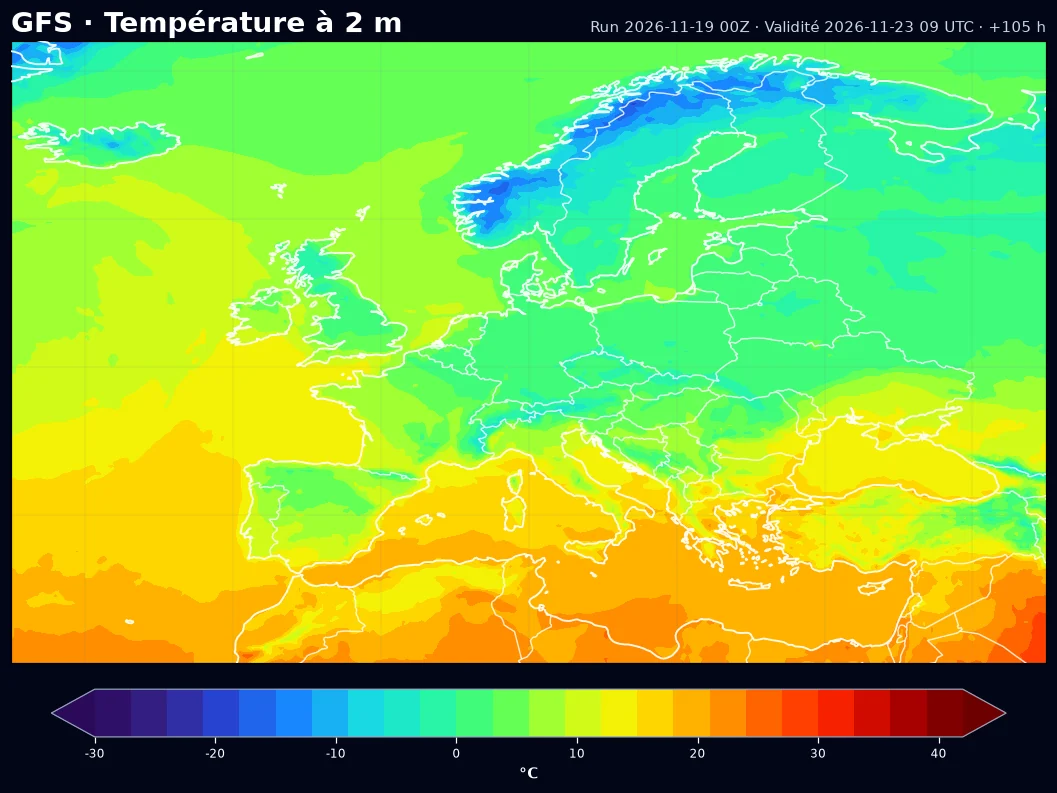 GFS · Température à 2 m
Run 2026-11-19 00Z · Validité 2026-11-23 09 UTC · +105 h
-30 -20 -10 0 10 20 30 40
°C